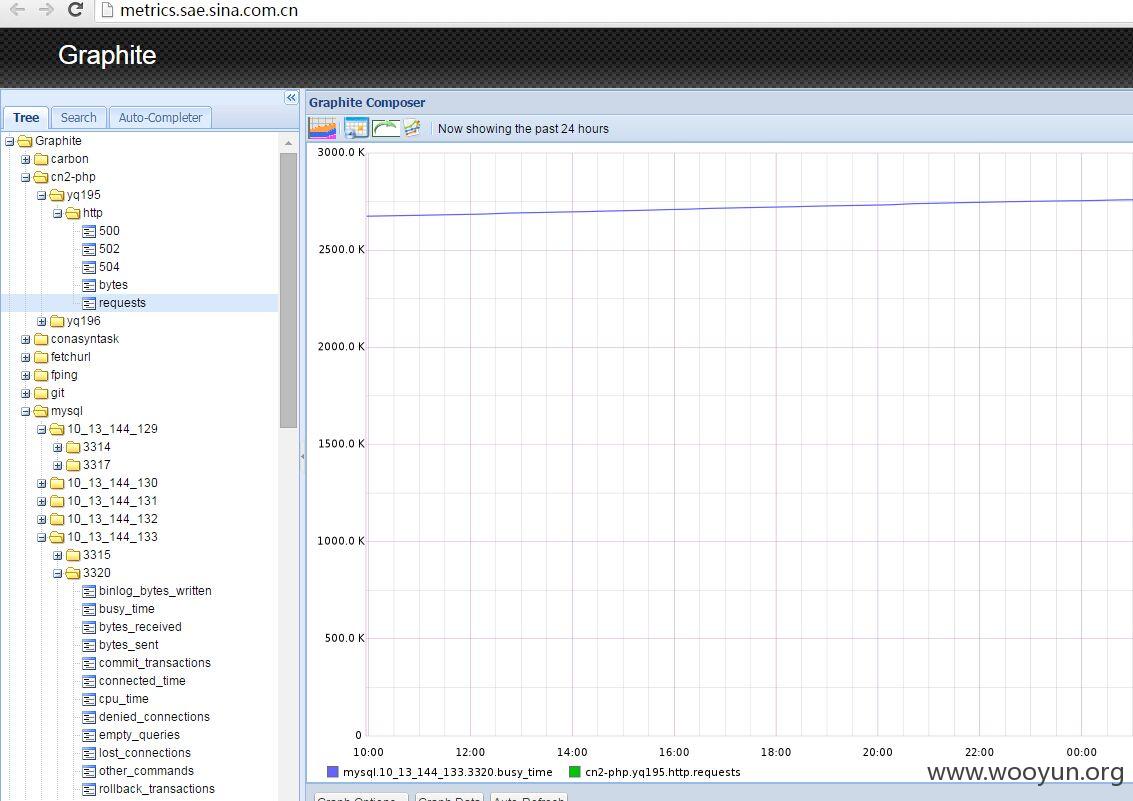 metrics.sae.sina.com.cn
Graphite
Tree Search Auto-Completer
Graphite
carbon
cn2-php
yq195
http
500
502
504
bytes
requests
yq196
conasyntask
fetchurl
fping
git
mysql
10_13_144_129
3314
3317
10_13_144_130
10_13_144_131
10_13_144_132
10_13_144_133
3315
3320
binlog_bytes_written
busy_time
bytes_received
bytes_sent
commit_transactions
connected_time
cpu_time
denied_connections
empty_queries
lost_connections
other_commands
rollback_transactions
Graphite Composer
Now showing the past 24 hours
3000.0 K
2500.0 K
2000.0 K
1500.0 K
1000.0 K
500.0 K
0
10:00 12:00 14:00 16:00 18:00 20:00 22:00 00:00
mysql.10_13_144_133.3320.busy_time cn2-php.yq195.http.requests
www.wooyun.org
Graph Options Graph Data Auto-Refresh